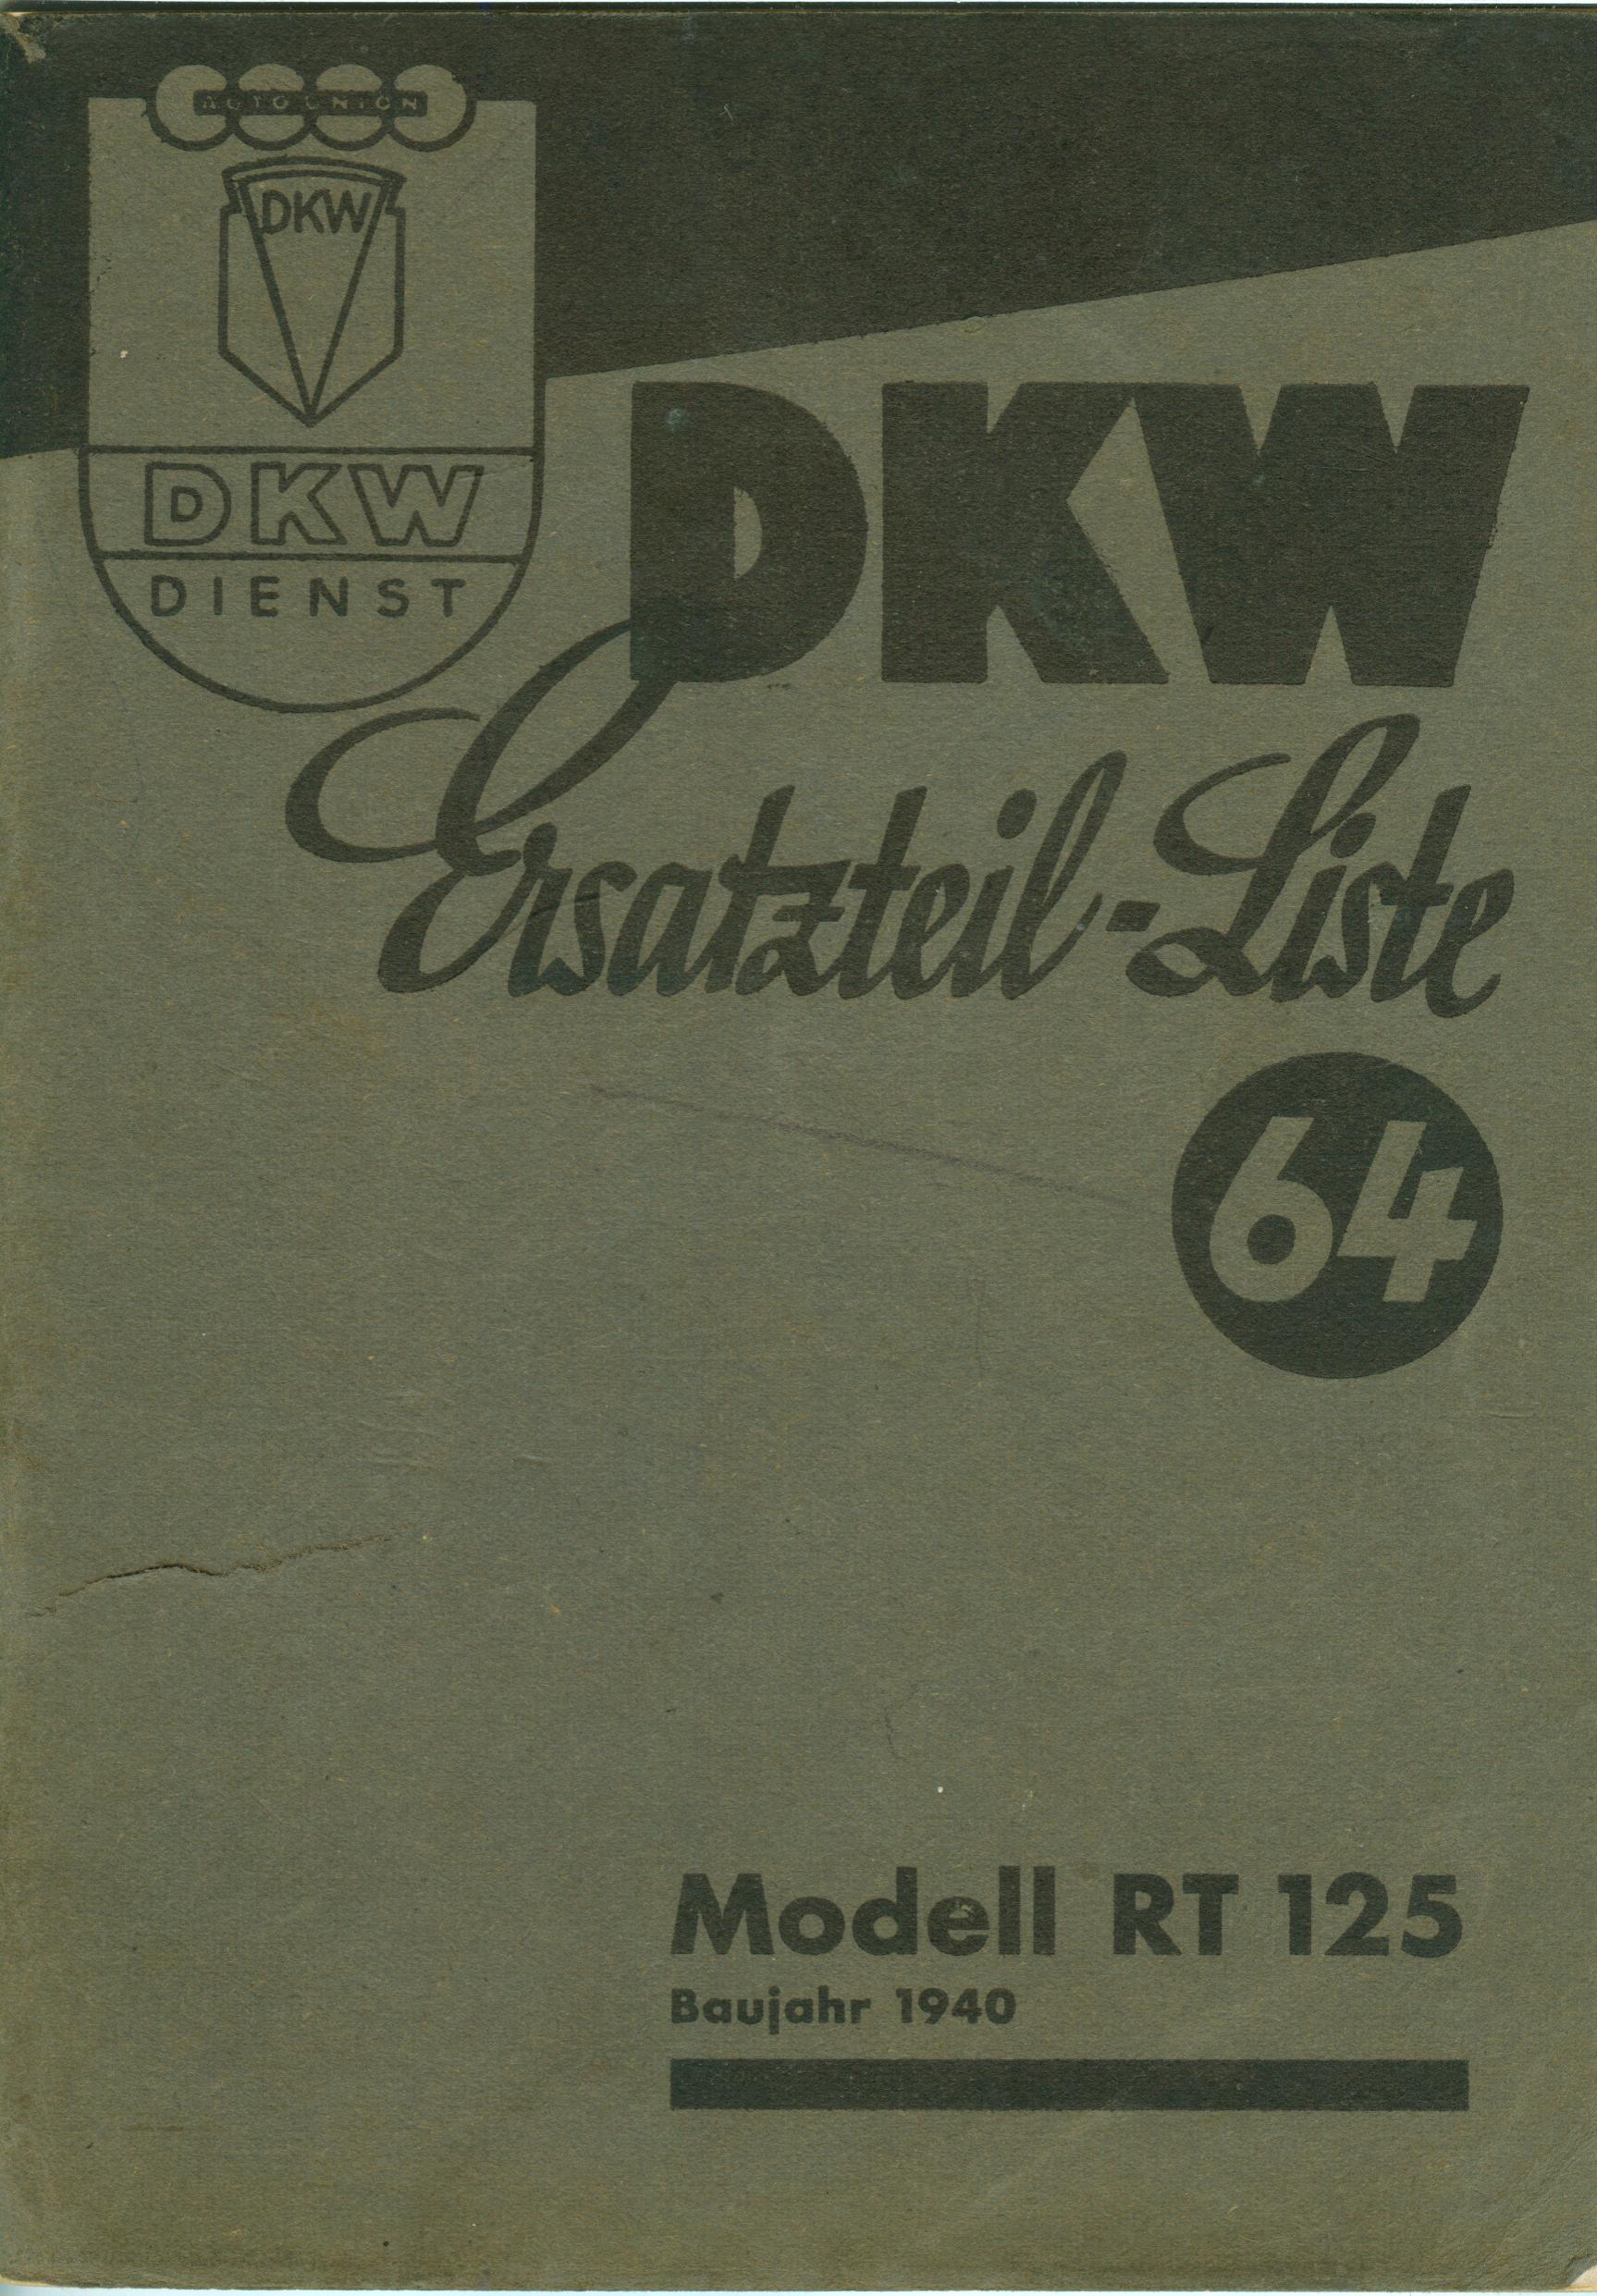 AUTO UNION
DKW
DKW
DIENST
DKW
Ersatzteil-Liste
64
Modell RT 125
Baujahr 1940